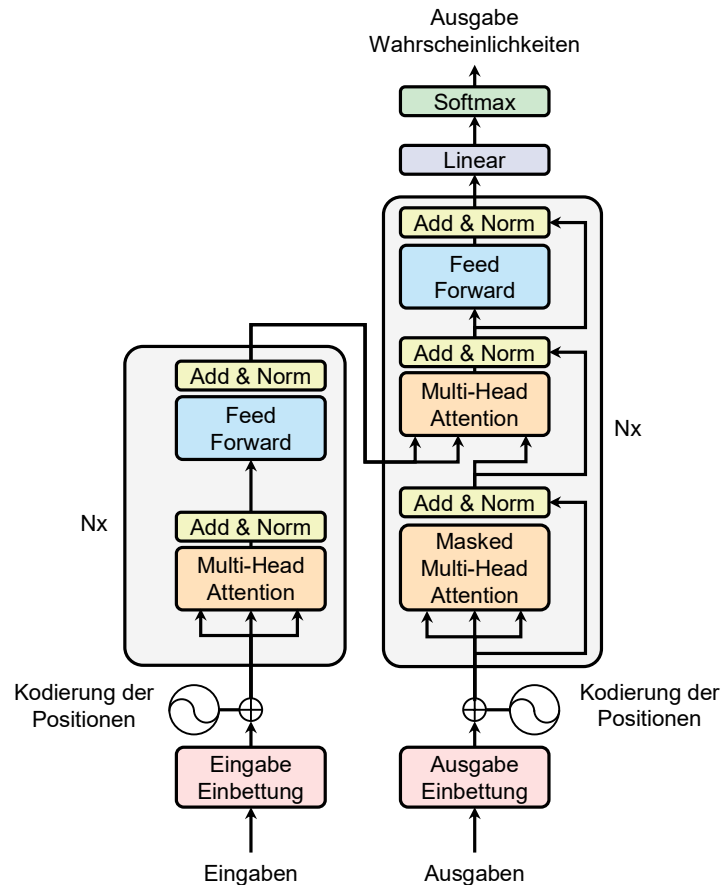 Ausgabe
Wahrscheinlichkeiten
Softmax
Linear
Add & Norm
Feed
Forward
Add & Norm
Multi-Head
Attention
Nx
Add & Norm
Masked
Multi-Head
Attention
Add & Norm
Feed
Forward
Nx
Add & Norm
Multi-Head
Attention
Kodierung der
Positionen
Kodierung der
Positionen
Eingabe
Einbettung
Ausgabe
Einbettung
Eingaben
Ausgaben